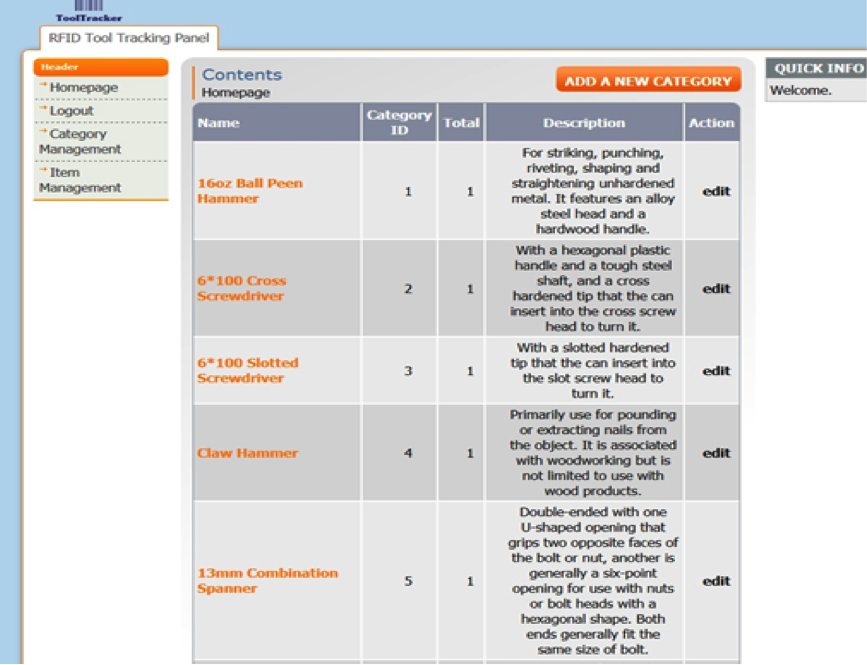 ToolTracker
RFID Tool Tracking Panel
Header
Homepage
Logout
Category
Management
Item
Management
Contents
Homepage
ADD A NEW CATEGORY
Name
Category
ID
Total
Description
Action
16oz Ball Peen
Hammer
1
1
For striking, punching,
riveting, shaping and
straightening unhardened
metal. It features an alloy
steel head and a
hardwood handle.
edit
6*100 Cross
Screwdriver
2
1
With a hexagonal plastic
handle and a tough steel
shaft, and a cross
hardened tip that the can
insert into the cross screw
head to turn it.
edit
6*100 Slotted
Screwdriver
3
1
With a slotted hardened
tip that the can insert into
the slot screw head to
turn it.
edit
Claw Hammer
4
1
Primarily use for pounding
or extracting nails from
the object. It is associated
with woodworking but is
not limited to use with
wood products.
edit
13mm Combination
Spanner
5
1
Double-ended with one
U-shaped opening that
grips two opposite faces of
the bolt or nut, another is
generally a six-point
opening for use with nuts
or bolt heads with a
hexagonal shape. Both
ends generally fit the
same size of bolt.
edit
QUICK INFO
Welcome.